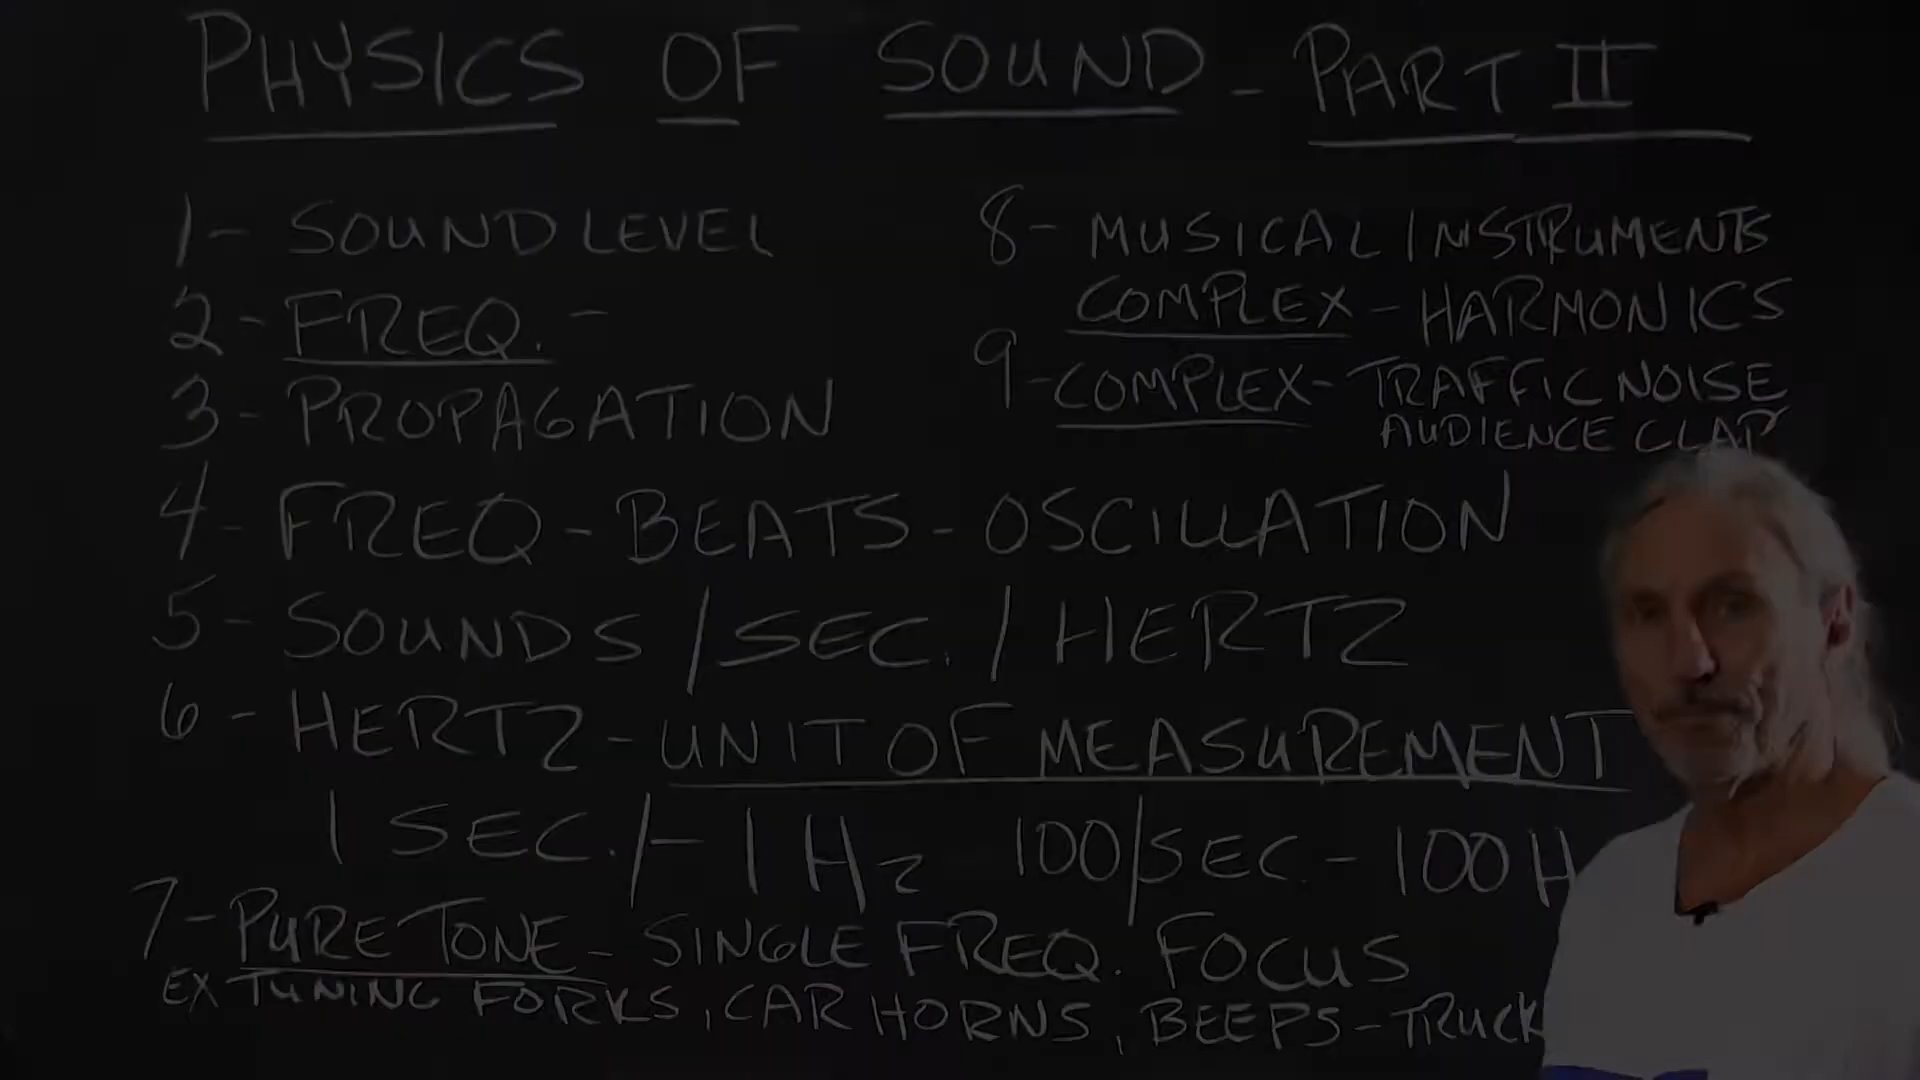 PHYSICS OF SOUND - PART II
1- SOUND LEVEL
2- FREQ. -
3- PROPAGATION
4- FREQ - BEATS - OSCILLATION
5- SOUNDS / SEC. / HERTZ
6- HERTZ - UNIT OF MEASUREMENT
1 SEC. /- 1 Hz 100/SEC. - 100 H
7- PURE TONE - SINGLE FREQ. FOCUS
EX TUNING FORKS, CAR HORNS, BEEPS - TRUCK
8- MUSICAL INSTRUMENTS
COMPLEX - HARMONICS
9- COMPLEX - TRAFFIC NOISE
AUDIENCE CLAP